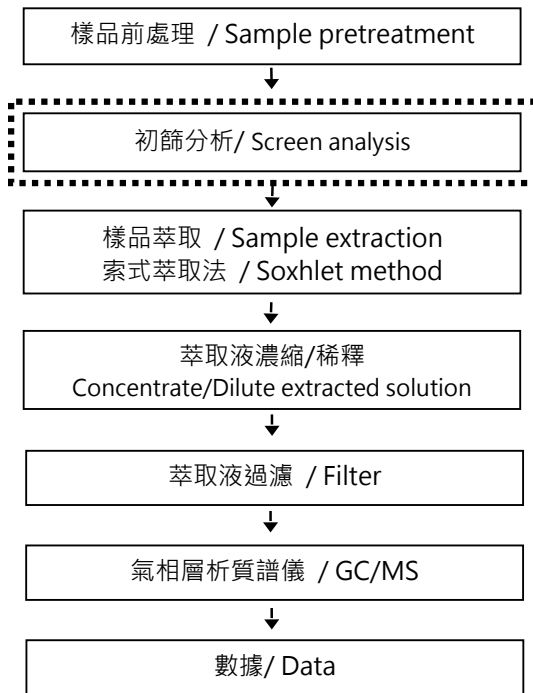 樣品前處理 / Sample pretreatment
初篩分析/ Screen analysis
樣品萃取 / Sample extraction
索式萃取法 / Soxhlet method
萃取液濃縮/稀釋
Concentrate/Dilute extracted solution
萃取液過濾 / Filter
氣相層析質譜儀 / GC/MS
數據/ Data